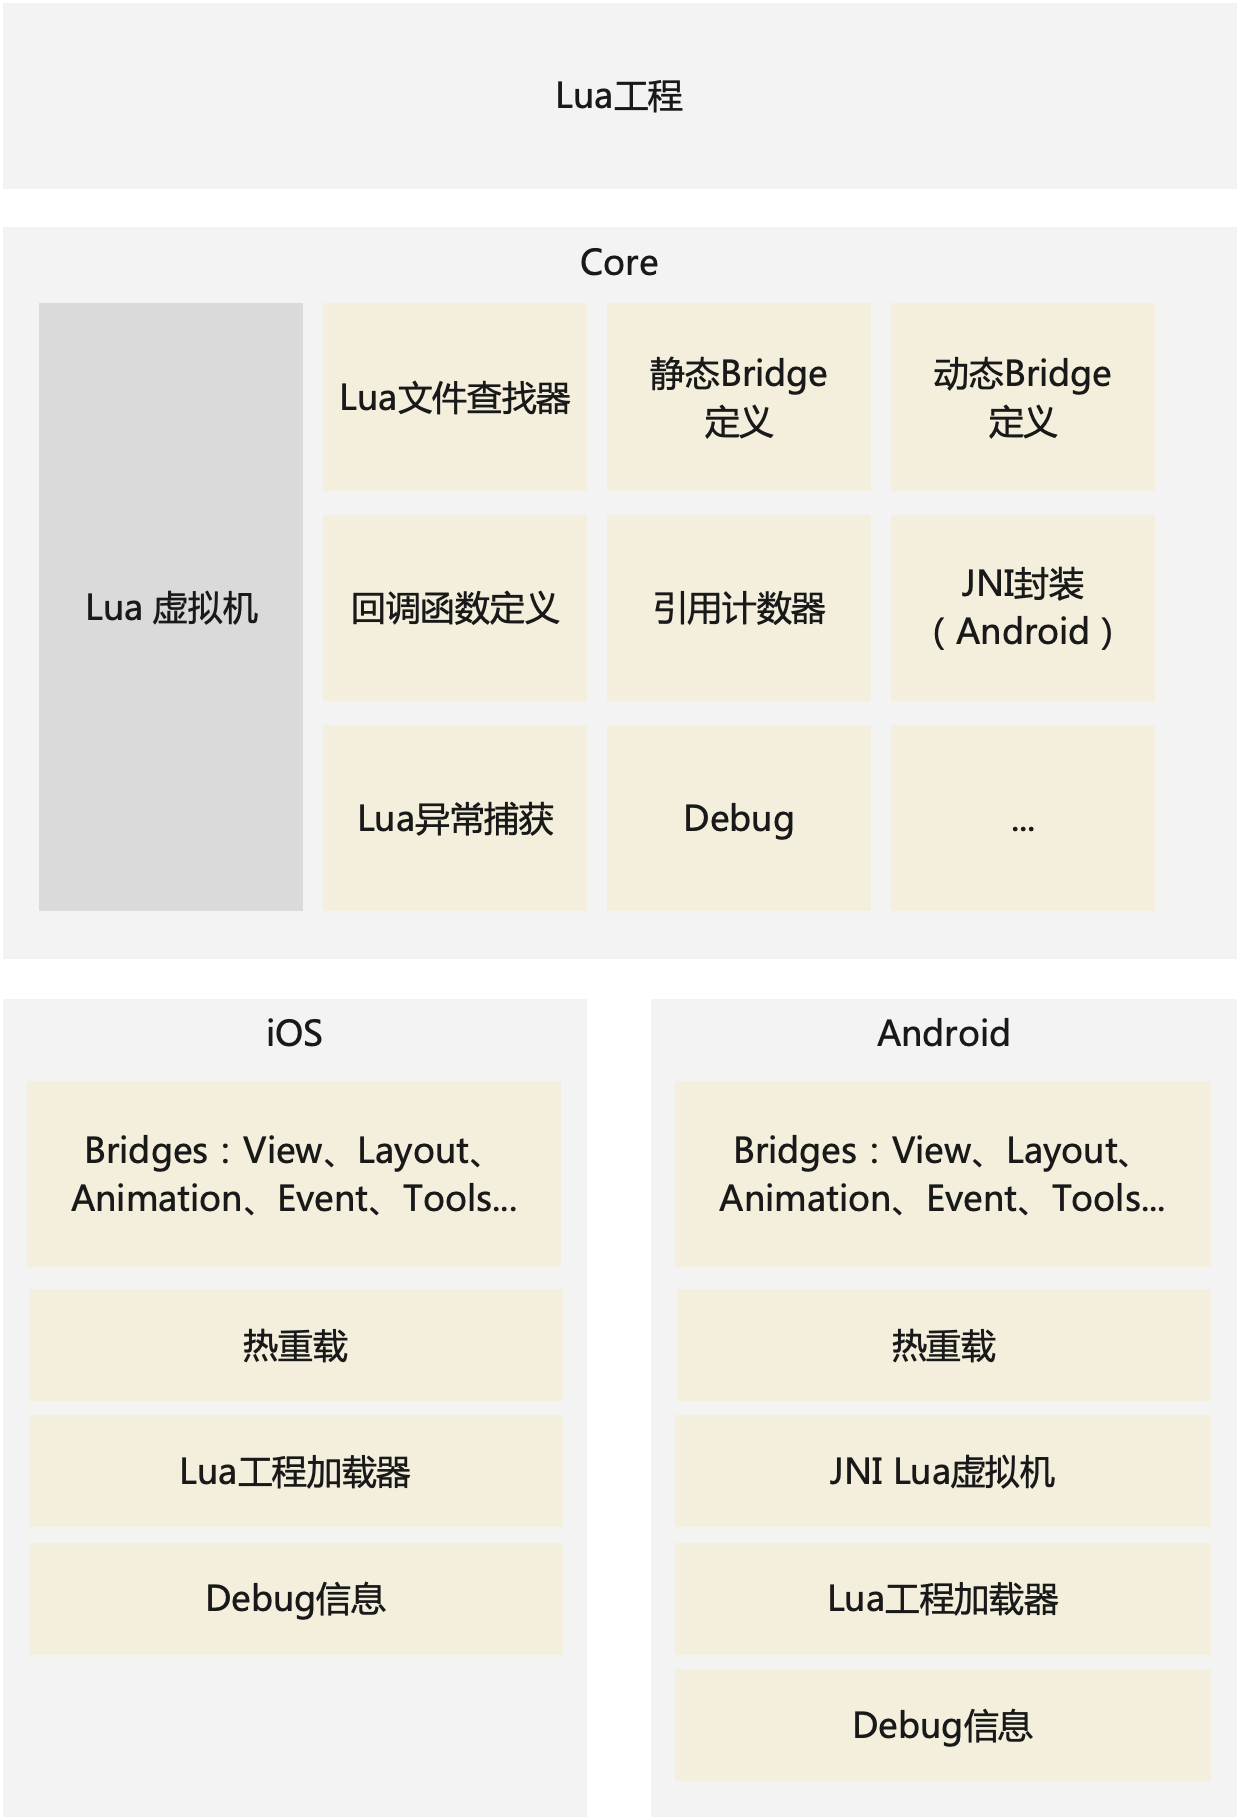 Lua工程
Core
Lua 虚拟机
Lua文件查找器
静态Bridge
定义
动态Bridge
定义
回调函数定义
引用计数器
JNI封装
（Android）
Lua异常捕获
Debug
...
iOS
Bridges：View、Layout、
Animation、Event、Tools...
热重载
Lua工程加载器
Debug信息
Android
Bridges：View、Layout、
Animation、Event、Tools...
热重载
JNI Lua虚拟机
Lua工程加载器
Debug信息